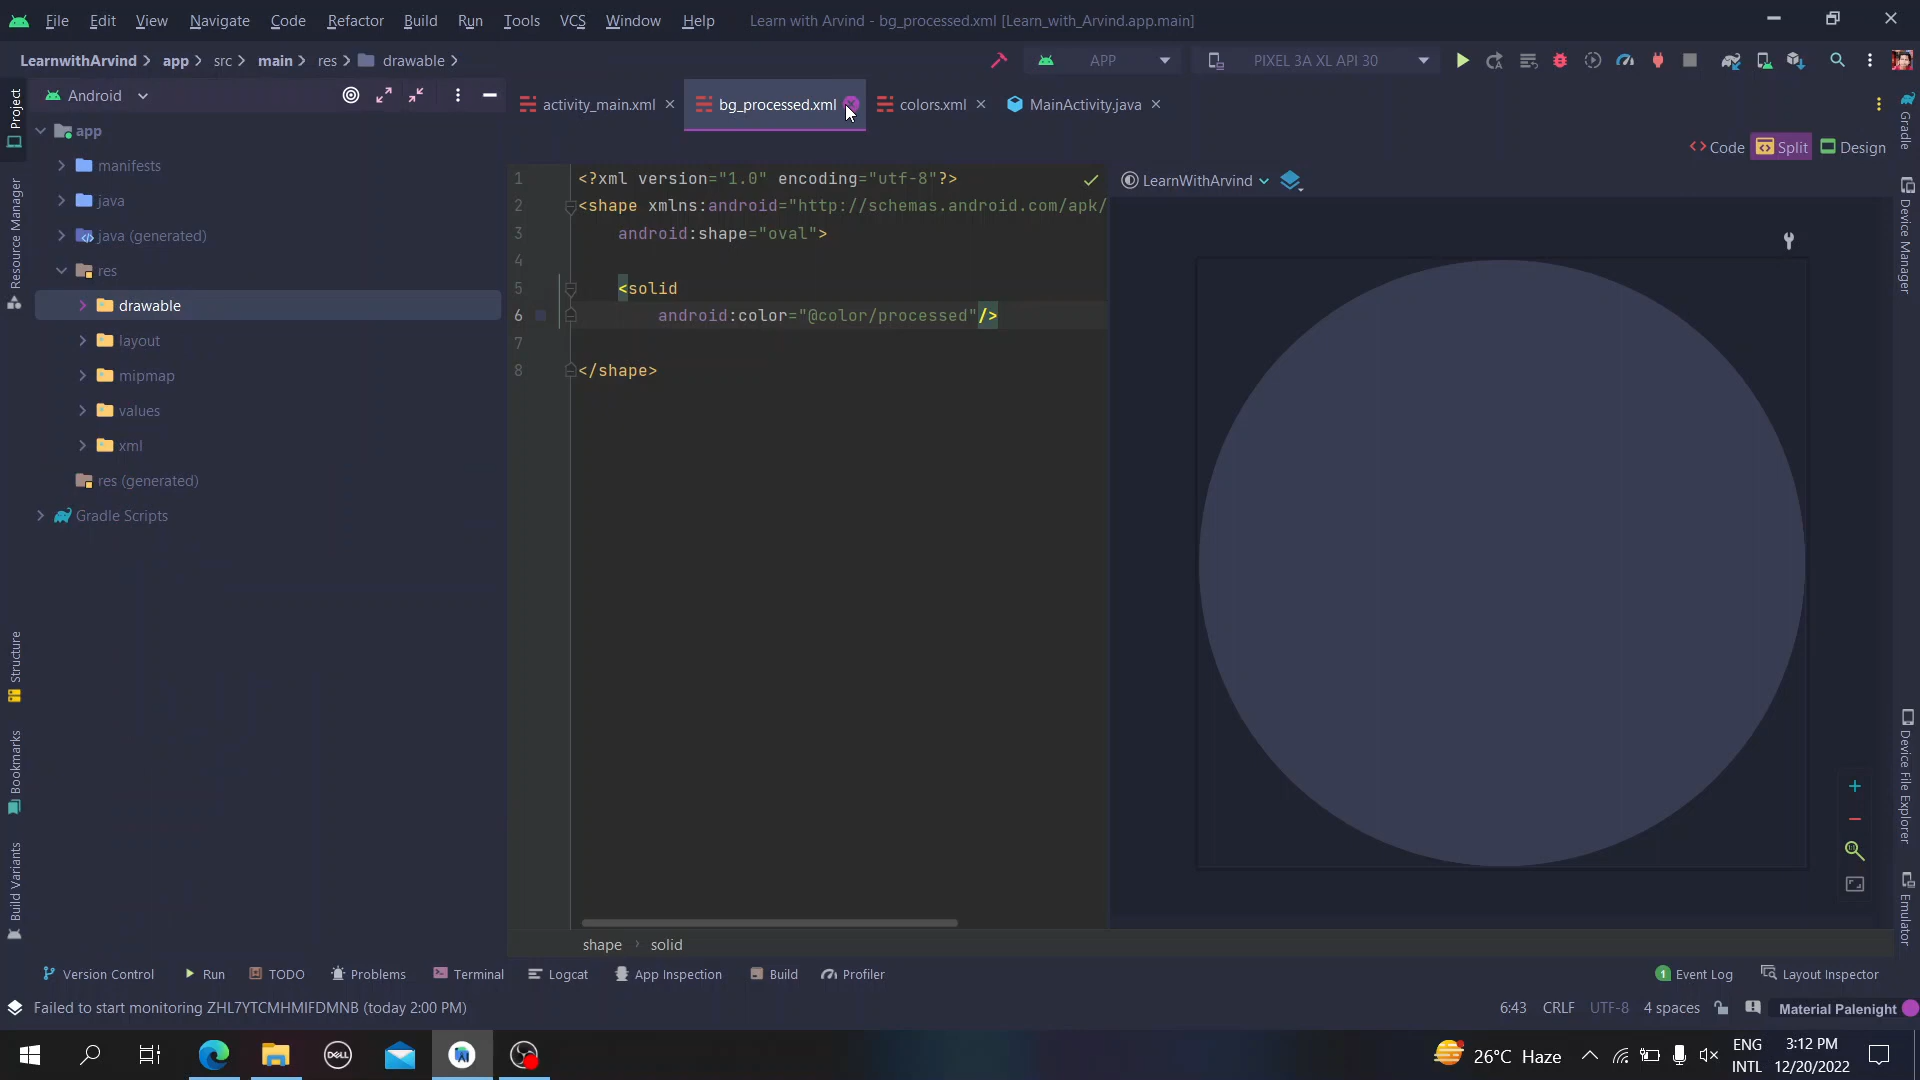 File Edit View Navigate Code Refactor Build Run Tools VCS Window Help Learn with Arvind - bg_processed.xml [Learn_with_Arvind.app.main]
LearnwithArvind app src main res drawable APP PIXEL 3A XL API 30
Android
activity_main.xml bg_processed.xml colors.xml MainActivity.java
Code Split Design
LearnWithArvind
app
manifests
java
java (generated)
res
drawable
layout
mipmap
values
xml
res (generated)
Gradle Scripts
1 <?xml version="1.0" encoding="utf-8"?>
2 <shape xmlns:android="http://schemas.android.com/apk/
3 android:shape="oval">
4
5 <solid
6 android:color="@color/processed"/>
7
8 </shape>
shape › solid
Project
Resource Manager
Structure
Bookmarks
Build Variants
Gradle
Device Manager
Device File Explorer
Emulator
Version Control Run TODO Problems Terminal Logcat App Inspection Build Profiler 1 Event Log Layout Inspector
Failed to start monitoring ZHL7YTCMHMIFDMNB (today 2:00 PM) 6:43 CRLF UTF-8 4 spaces Material Palenight
DELL
26°C Haze
ENG
INTL
3:12 PM
12/20/2022